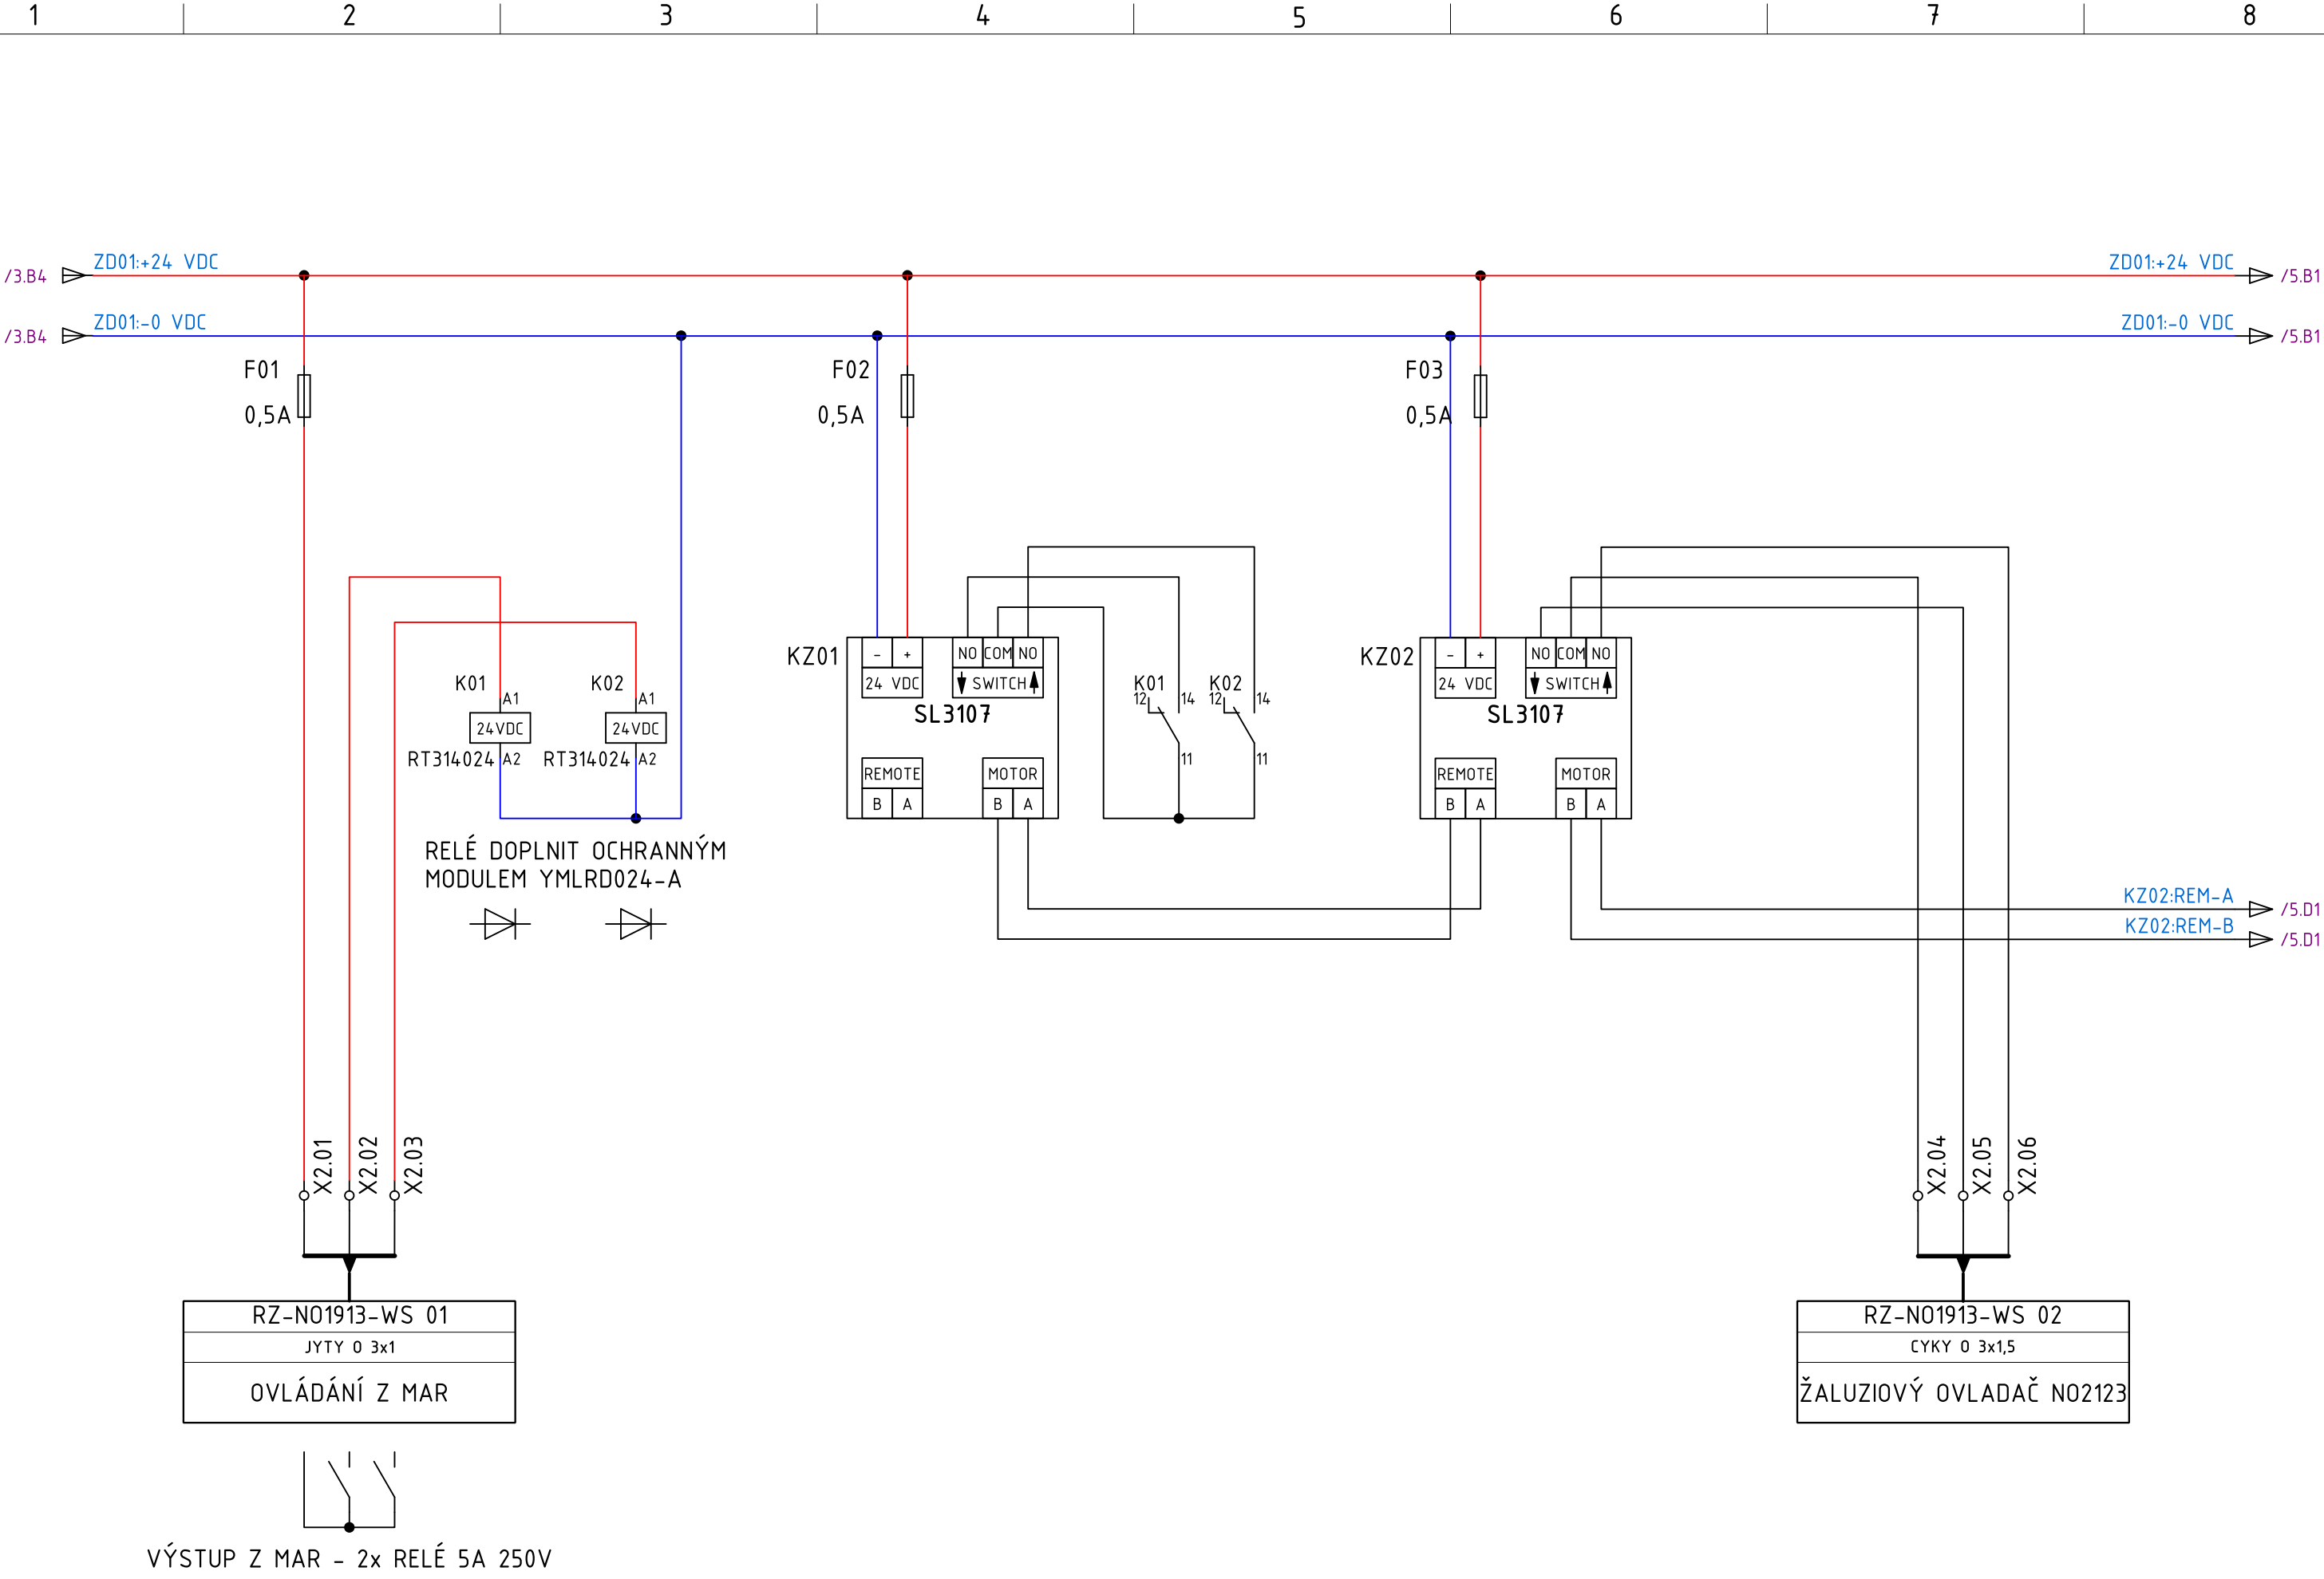 1 2 3 4 5 6 7 8
ZD01:+24 VDC ZD01:+24 VDC
/3.B4 /5.B1
ZD01:-0 VDC ZD01:-0 VDC
/3.B4 /5.B1
F01 F02 F03
0,5A 0,5A 0,5A
KZ01 - + NO COM NO KZ02 - + NO COM NO
K01 K02 24 VDC SWITCH K01 K02 24 VDC SWITCH
A1 A1 12 14 12 14
SL3107 SL3107
24VDC 24VDC
RT314024 A2 RT314024 A2 11 11
REMOTE MOTOR REMOTE MOTOR
B A B A B A B A
RELÉ DOPLNIT OCHRANNÝM
MODULEM YMLRD024-A
KZ02:REM-A /5.D1
KZ02:REM-B /5.D1
X2.01 X2.02 X2.03 X2.04 X2.05 X2.06
RZ-NO1913-WS 01 RZ-NO1913-WS 02
JYTY O 3x1 CYKY O 3x1,5
OVLÁDÁNÍ Z MAR ŽALUZIOVÝ OVLADAČ NO2123
VÝSTUP Z MAR - 2x RELÉ 5A 250V